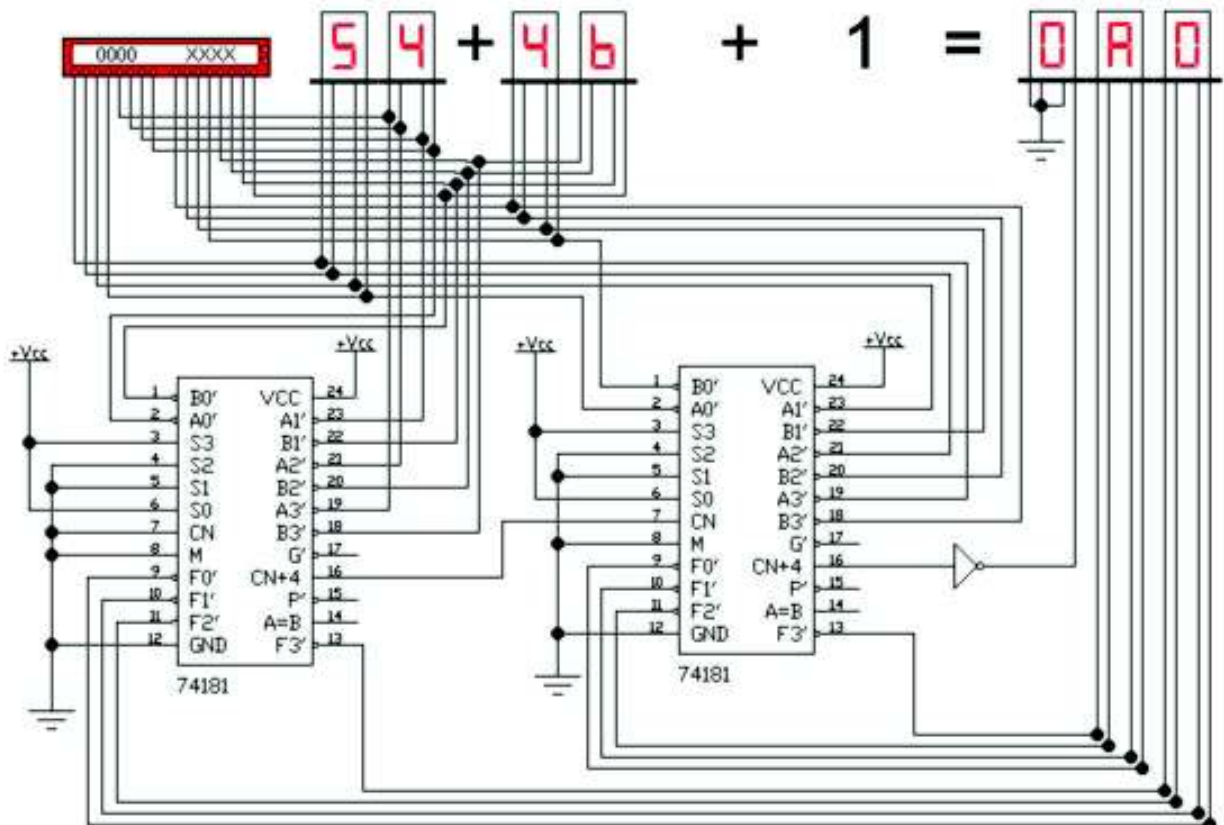 0000 XXXX 54 + 4b + 1 = 0A0
+Vcc +Vcc +Vcc +Vcc
1 B0' VCC 24
2 A0' A1' 23
3 S3 B1' 22
4 S2 A2' 21
5 S1 B2' 20
6 S0 A3' 19
7 CN B3' 18
8 M G' 17
9 F0' CN+4 16
10 F1' P' 15
11 F2' A=B 14
12 GND F3' 13
74181
1 B0' VCC 24
2 A0' A1' 23
3 S3 B1' 22
4 S2 A2' 21
5 S1 B2' 20
6 S0 A3' 19
7 CN B3' 18
8 M G' 17
9 F0' CN+4 16
10 F1' P' 15
11 F2' A=B 14
12 GND F3' 13
74181